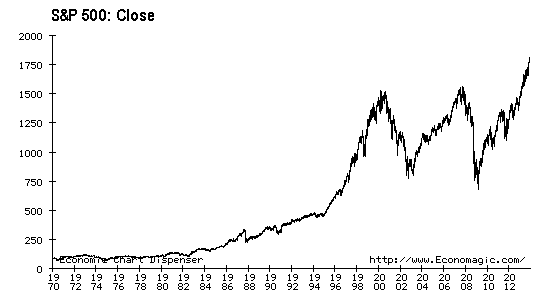 S&P 500: Close
2000
1750
1500
1250
1000
750
500
250
0
Economic Chart Dispenser http://www.Economagic.com/
19 19 19 19 19 19 19 19 19 19 19 19 19 19 19 20 20 20 20 20 20 20
70 72 74 76 78 80 82 84 86 88 90 92 94 96 98 00 02 04 06 08 10 12